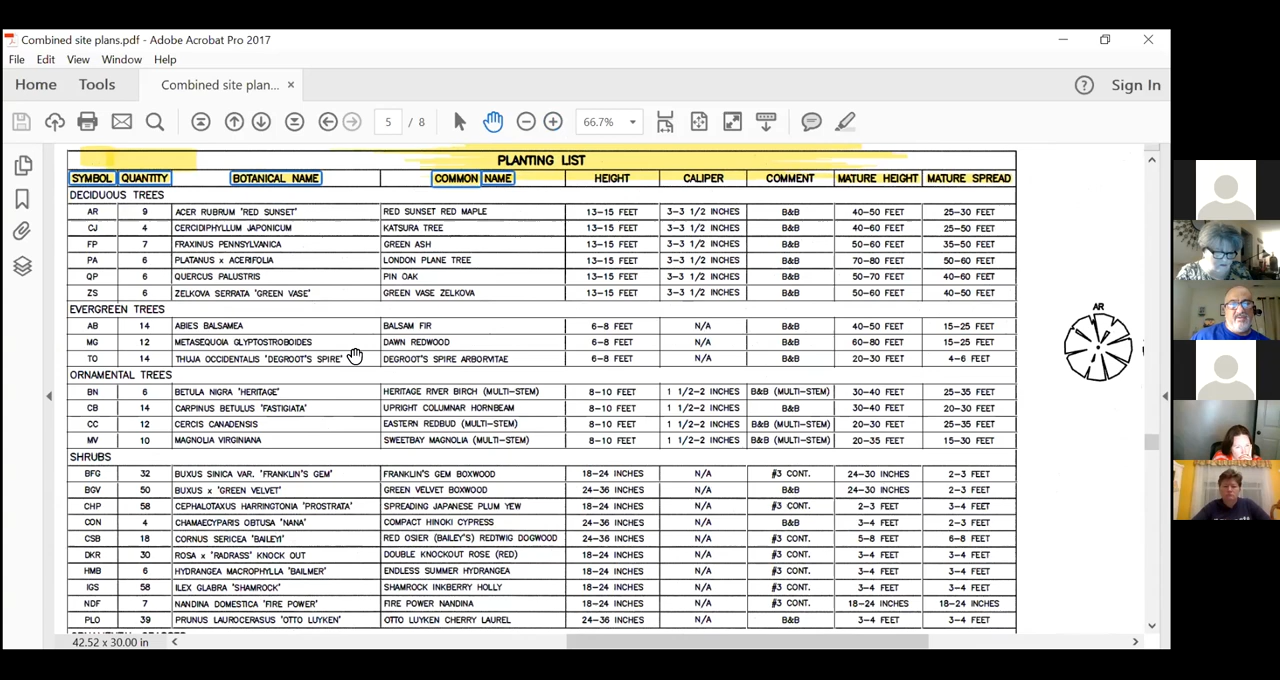 Combined site plans.pdf - Adobe Acrobat Pro 2017
File Edit View Window Help
Home Tools Combined site plan... × Sign In
5 / 8 66.7%
PLANTING LIST
SYMBOL QUANTITY BOTANICAL NAME COMMON NAME HEIGHT CALIPER COMMENT MATURE HEIGHT MATURE SPREAD
DECIDUOUS TREES
AR 9 ACER RUBRUM 'RED SUNSET' RED SUNSET RED MAPLE 13-15 FEET 3-3 1/2 INCHES B&B 40-50 FEET 25-30 FEET
CJ 4 CERCIDIPHYLLUM JAPONICUM KATSURA TREE 13-15 FEET 3-3 1/2 INCHES B&B 40-60 FEET 25-50 FEET
FP 7 FRAXINUS PENNSYLVANICA GREEN ASH 13-15 FEET 3-3 1/2 INCHES B&B 50-60 FEET 35-50 FEET
PA 6 PLATANUS x ACERIFOLIA LONDON PLANE TREE 13-15 FEET 3-3 1/2 INCHES B&B 70-80 FEET 50-60 FEET
QP 6 QUERCUS PALUSTRIS PIN OAK 13-15 FEET 3-3 1/2 INCHES B&B 50-70 FEET 40-60 FEET
ZS 6 ZELKOVA SERRATA 'GREEN VASE' GREEN VASE ZELKOVA 13-15 FEET 3-3 1/2 INCHES B&B 50-60 FEET 40-50 FEET
EVERGREEN TREES
AB 14 ABIES BALSAMEA BALSAM FIR 6-8 FEET N/A B&B 40-50 FEET 15-25 FEET
MG 12 METASEQUOIA GLYPTOSTROBOIDES DAWN REDWOOD 6-8 FEET N/A B&B 60-80 FEET 15-25 FEET
TO 14 THUJA OCCIDENTALIS 'DEGROOT'S SPIRE' DEGROOT'S SPIRE ARBORVITAE 6-8 FEET N/A B&B 20-30 FEET 4-6 FEET
ORNAMENTAL TREES
BN 6 BETULA NIGRA 'HERITAGE' HERITAGE RIVER BIRCH (MULTI-STEM) 8-10 FEET 1 1/2-2 INCHES B&B (MULTI-STEM) 30-40 FEET 25-35 FEET
CB 14 CARPINUS BETULUS 'FASTIGIATA' UPRIGHT COLUMNAR HORNBEAM 8-10 FEET 1 1/2-2 INCHES B&B 30-40 FEET 20-30 FEET
CC 12 CERCIS CANADENSIS EASTERN REDBUD (MULTI-STEM) 8-10 FEET 1 1/2-2 INCHES B&B (MULTI-STEM) 20-30 FEET 25-35 FEET
MV 10 MAGNOLIA VIRGINIANA SWEETBAY MAGNOLIA (MULTI-STEM) 8-10 FEET 1 1/2-2 INCHES B&B (MULTI-STEM) 20-35 FEET 15-30 FEET
SHRUBS
BFG 32 BUXUS SINICA VAR. 'FRANKLIN'S GEM' FRANKLIN'S GEM BOXWOOD 18-24 INCHES N/A #3 CONT. 24-30 INCHES 2-3 FEET
BGV 50 BUXUS x 'GREEN VELVET' GREEN VELVET BOXWOOD 24-36 INCHES N/A B&B 24-30 INCHES 2-3 FEET
CHP 58 CEPHALOTAXUS HARRINGTONIA 'PROSTRATA' SPREADING JAPANESE PLUM YEW 18-24 INCHES N/A #3 CONT. 2-3 FEET 3-4 FEET
CON 4 CHAMAECYPARIS OBTUSA 'NANA' COMPACT HINOKI CYPRESS 24-36 INCHES N/A B&B 3-4 FEET 2-3 FEET
CSB 18 CORNUS SERICEA 'BAILEYI' RED OSIER (BAILEY'S) REDTWIG DOGWOOD 24-36 INCHES N/A #3 CONT. 5-8 FEET 6-8 FEET
DKR 30 ROSA x 'RADRASS' KNOCK OUT DOUBLE KNOCKOUT ROSE (RED) 18-24 INCHES N/A #3 CONT. 3-4 FEET 3-4 FEET
HMB 6 HYDRANGEA MACROPHYLLA 'BAILMER' ENDLESS SUMMER HYDRANGEA 18-24 INCHES N/A #3 CONT. 3-4 FEET 3-4 FEET
IGS 58 ILEX GLABRA 'SHAMROCK' SHAMROCK INKBERRY HOLLY 18-24 INCHES N/A #3 CONT. 3-4 FEET 3-4 FEET
NDF 7 NANDINA DOMESTICA 'FIRE POWER' FIRE POWER NANDINA 18-24 INCHES N/A #3 CONT. 18-24 INCHES 18-24 INCHES
PLO 39 PRUNUS LAUROCERASUS 'OTTO LUYKEN' OTTO LUYKEN CHERRY LAUREL 24-36 INCHES N/A B&B 3-4 FEET 3-4 FEET
AR
42.52 x 30.00 in